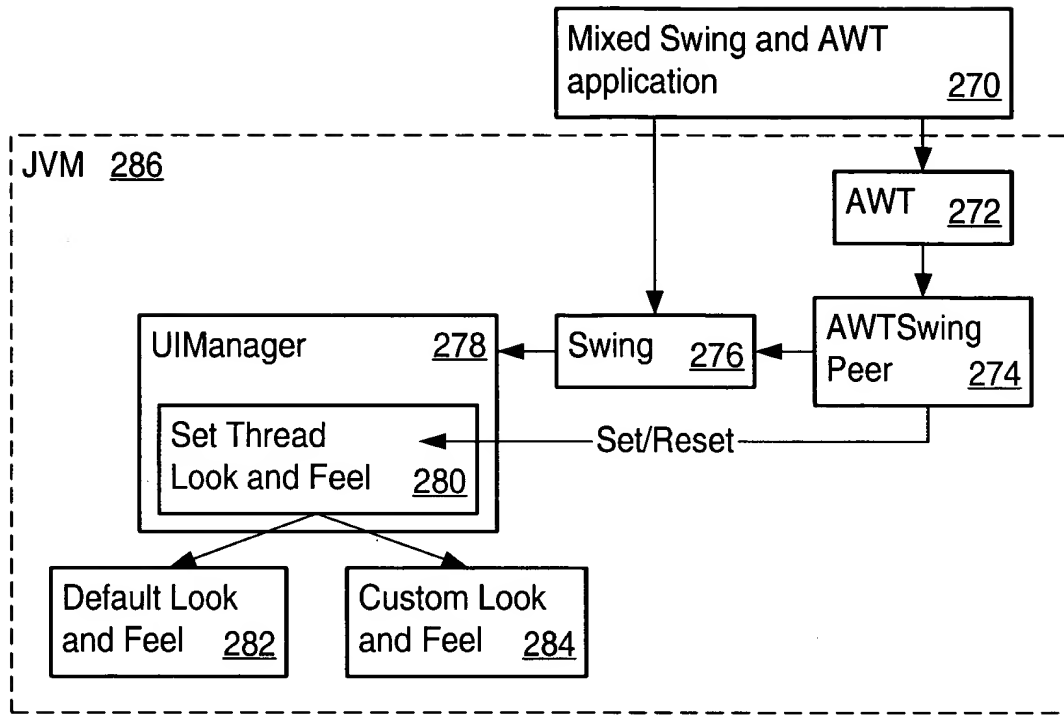 Mixed Swing and AWT
application 270
JVM 286
AWT 272
UIManager 278
Swing 276
AWTSwing
Peer 274
Set Thread
Look and Feel 280
Set/Reset
Default Look
and Feel 282
Custom Look
and Feel 284